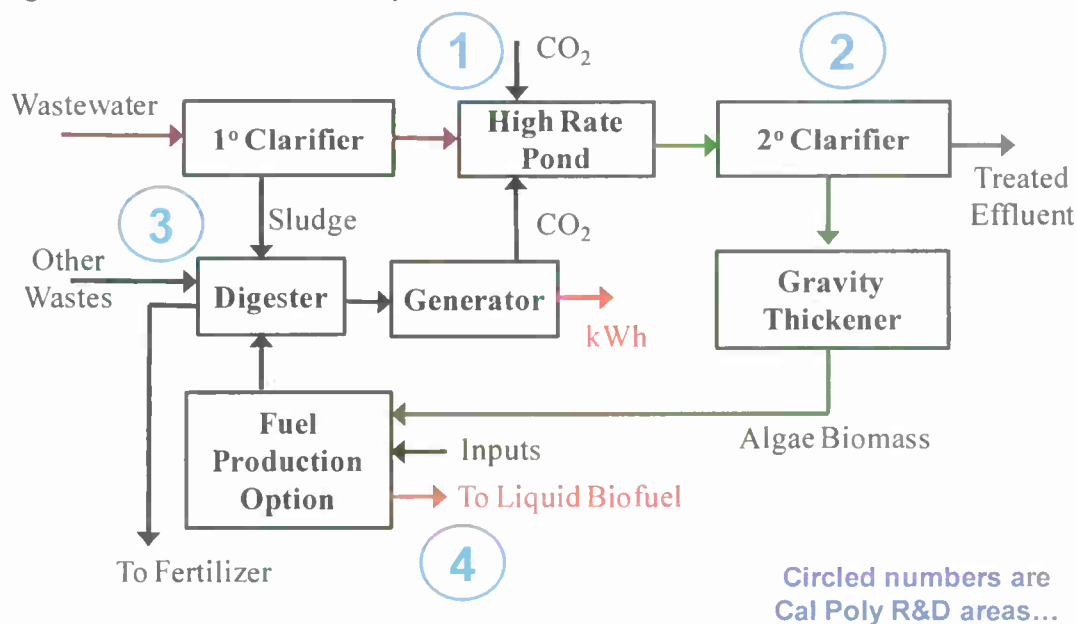 1
CO2
2
Wastewater
1º Clarifier
High Rate
Pond
2º Clarifier
Treated
Effluent
3
Sludge
CO2
Other
Wastes
Digester
Generator
kWh
Gravity
Thickener
Fuel
Production
Option
Inputs
Algae Biomass
To Liquid Biofuel
4
To Fertilizer
Circled numbers are
Cal Poly R&D areas...